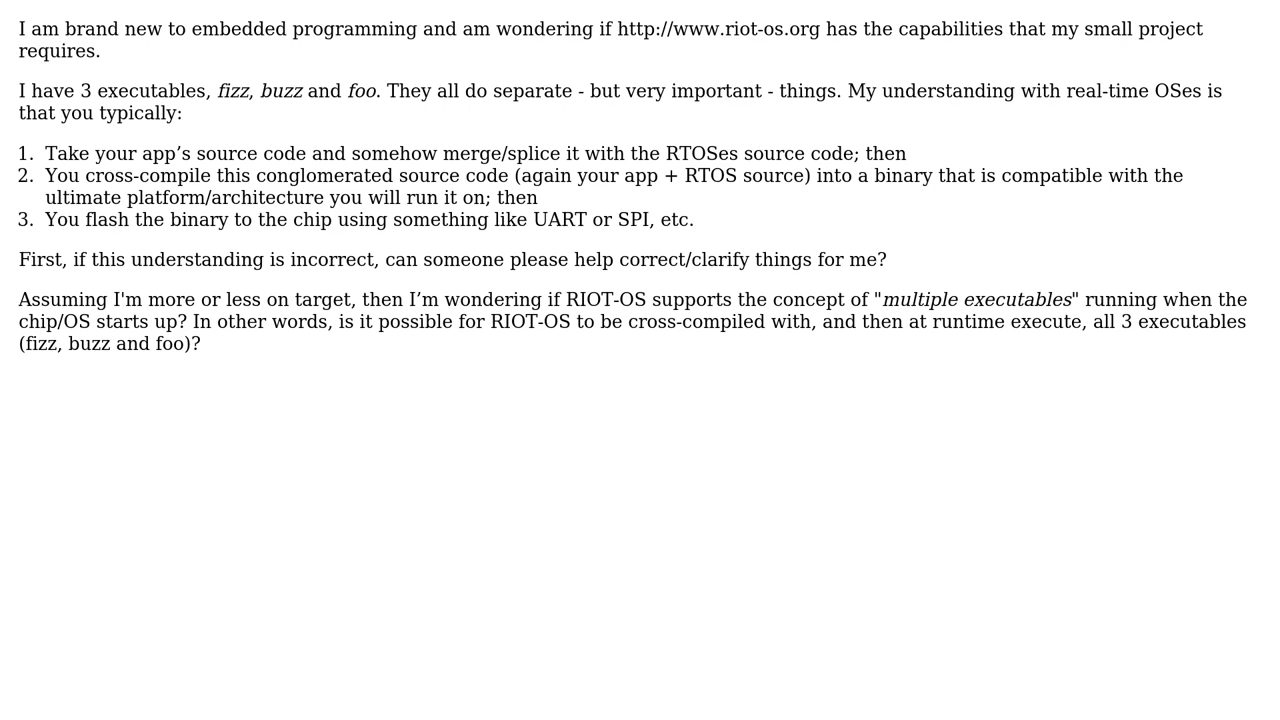 I am brand new to embedded programming and am wondering if http://www.riot-os.org has the capabilities that my small project
requires.
I have 3 executables, fizz, buzz and foo. They all do separate - but very important - things. My understanding with real-time OSes is
that you typically:
1. Take your app’s source code and somehow merge/splice it with the RTOSes source code; then
2. You cross-compile this conglomerated source code (again your app + RTOS source) into a binary that is compatible with the
ultimate platform/architecture you will run it on; then
3. You flash the binary to the chip using something like UART or SPI, etc.
First, if this understanding is incorrect, can someone please help correct/clarify things for me?
Assuming I'm more or less on target, then I’m wondering if RIOT-OS supports the concept of "multiple executables" running when the
chip/OS starts up? In other words, is it possible for RIOT-OS to be cross-compiled with, and then at runtime execute, all 3 executables
(fizz, buzz and foo)?